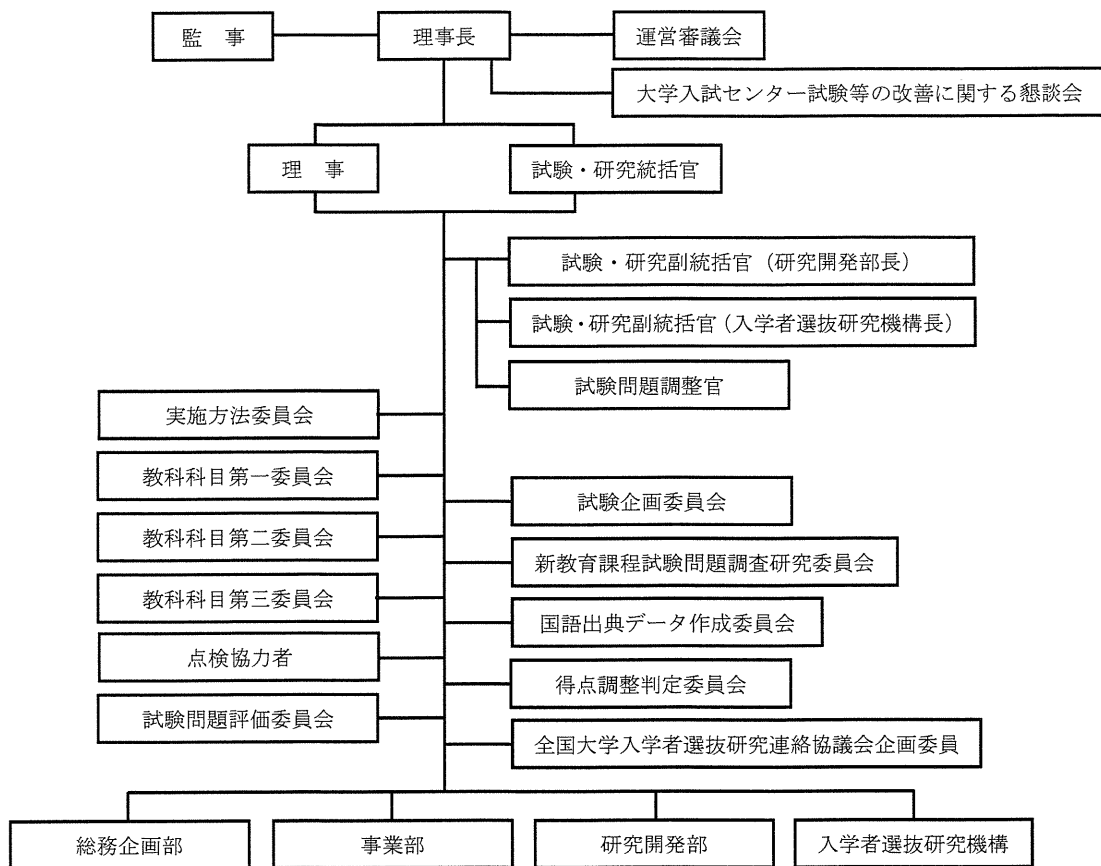 監　事
理事長
運営審議会
大学入試センター試験等の改善に関する懇談会
理　事
試験・研究統括官
試験・研究副統括官（研究開発部長）
試験・研究副統括官（入学者選抜研究機構長）
試験問題調整官
実施方法委員会
教科科目第一委員会
試験企画委員会
教科科目第二委員会
新教育課程試験問題調査研究委員会
教科科目第三委員会
国語出典データ作成委員会
点検協力者
得点調整判定委員会
試験問題評価委員会
全国大学入学者選抜研究連絡協議会企画委員
総務企画部
事業部
研究開発部
入学者選抜研究機構